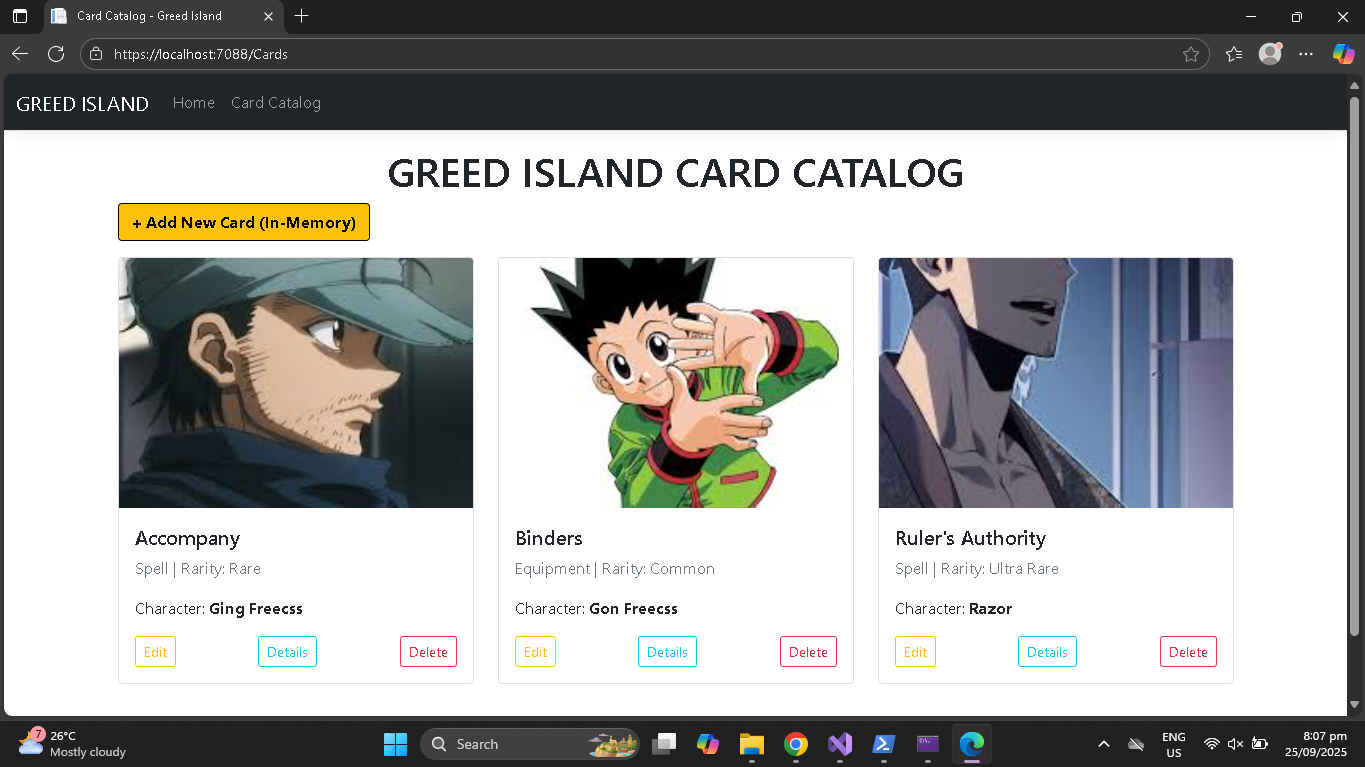 Card Catalog - Greed Island
https://localhost:7088/Cards
GREED ISLAND Home Card Catalog
GREED ISLAND CARD CATALOG
+ Add New Card (In-Memory)
Accompany
Spell | Rarity: Rare
Character: Ging Freecss
Edit Details Delete
Binders
Equipment | Rarity: Common
Character: Gon Freecss
Edit Details Delete
Ruler's Authority
Spell | Rarity: Ultra Rare
Character: Razor
Edit Details Delete
7
26°C
Mostly cloudy
Search
ENG
US
8:07 pm
25/09/2025